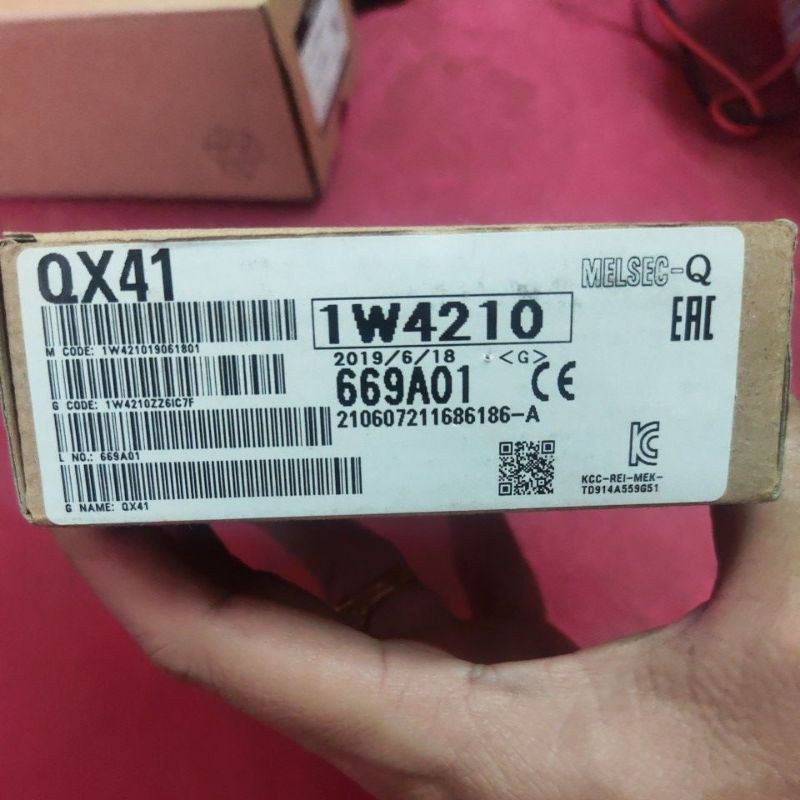 QX41
MELSEC-Q
1W4210
EAC
M CODE: 1W421019061801
2019/6/18 <G>
669A01 CE
G CODE: 1W4210ZZ6IC7F
210607211686186-A
L NO.: 669A01
KCC-REI-MEK-
TD914A559G51
G NAME: QX41